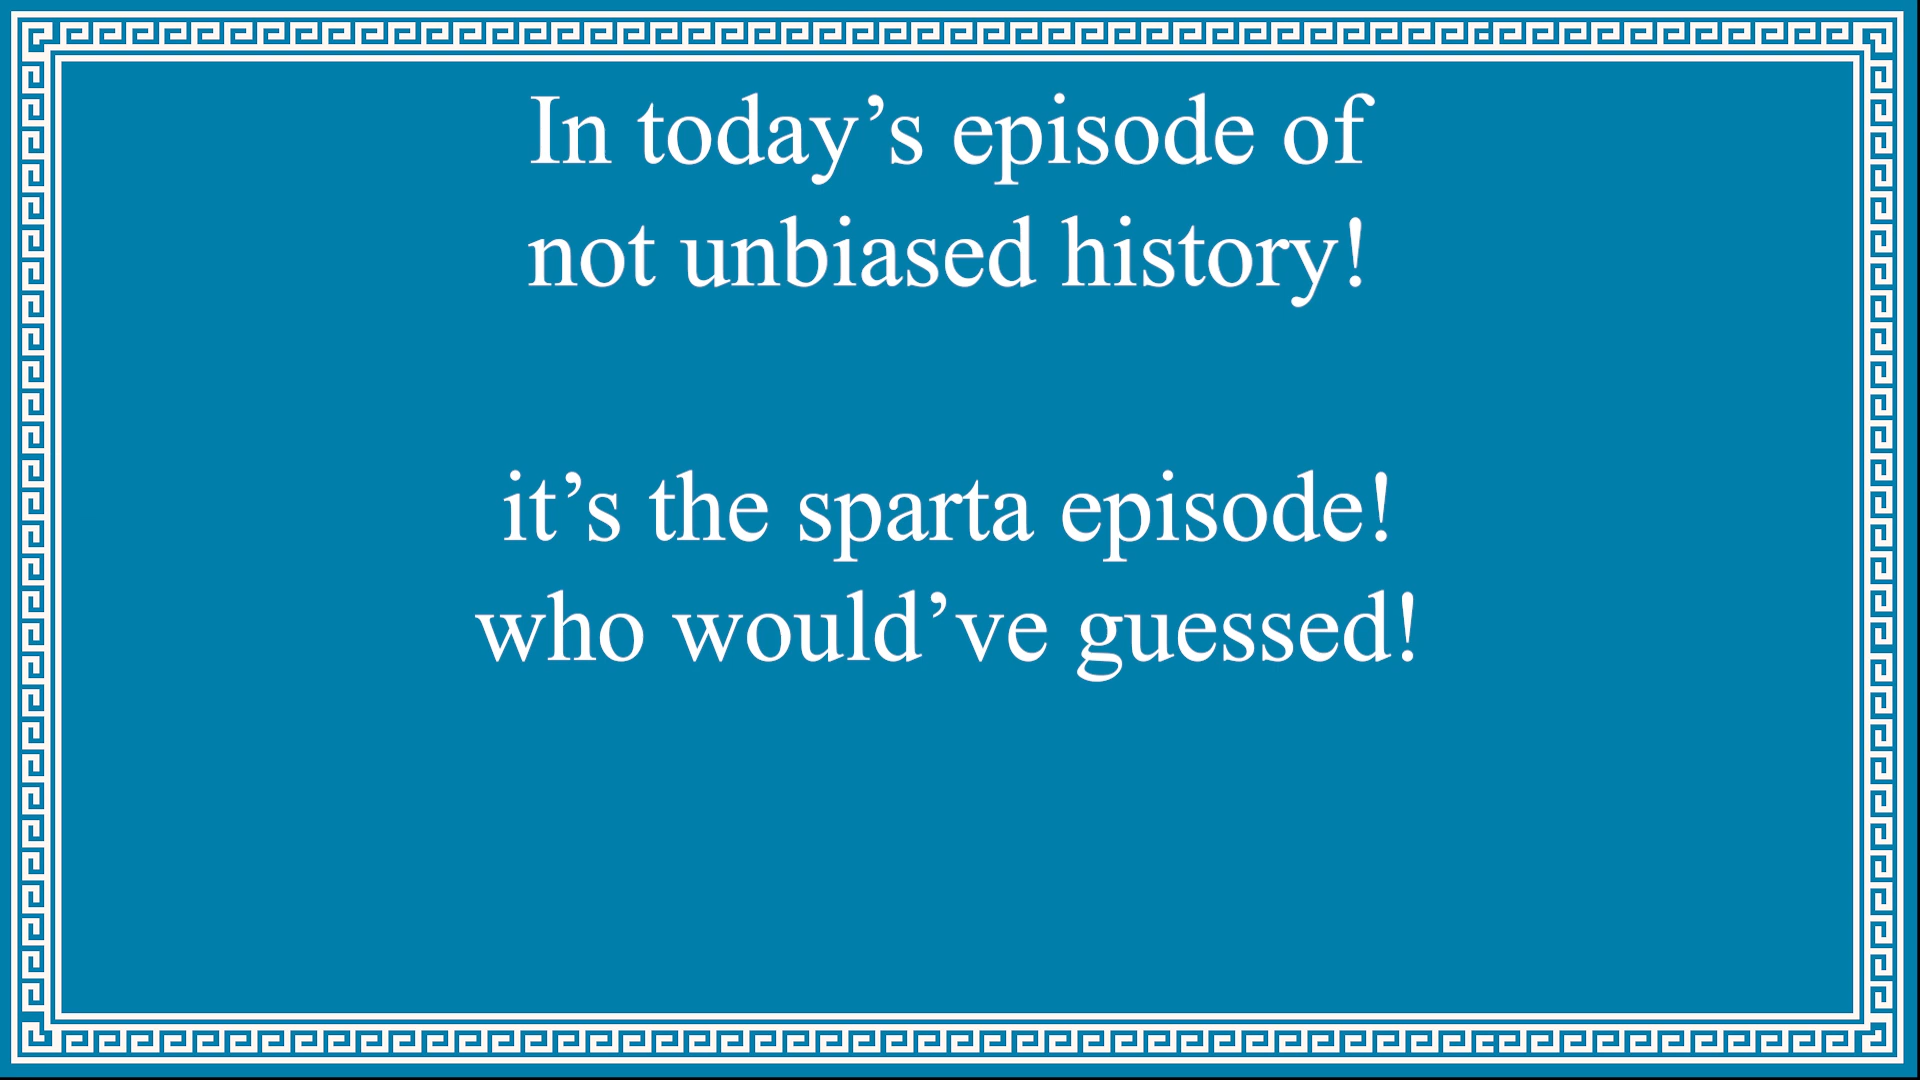 In today’s episode of
not unbiased history!
it’s the sparta episode!
who would’ve guessed!